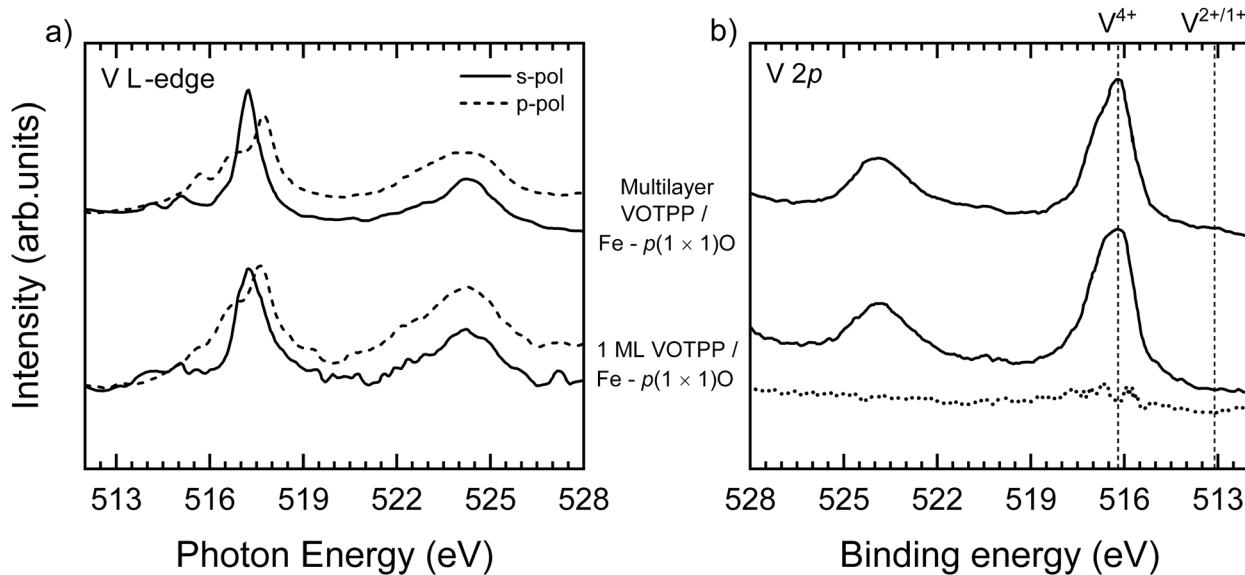 a)
V L-edge
s-pol
p-pol
Intensity (arb.units)
513 516 519 522 525 528
Photon Energy (eV)
Multilayer
VOTPP /
Fe - p(1 × 1)O
1 ML VOTPP /
Fe - p(1 × 1)O
b)
V⁴⁺ V²⁺/¹⁺
V 2p
528 525 522 519 516 513
Binding energy (eV)